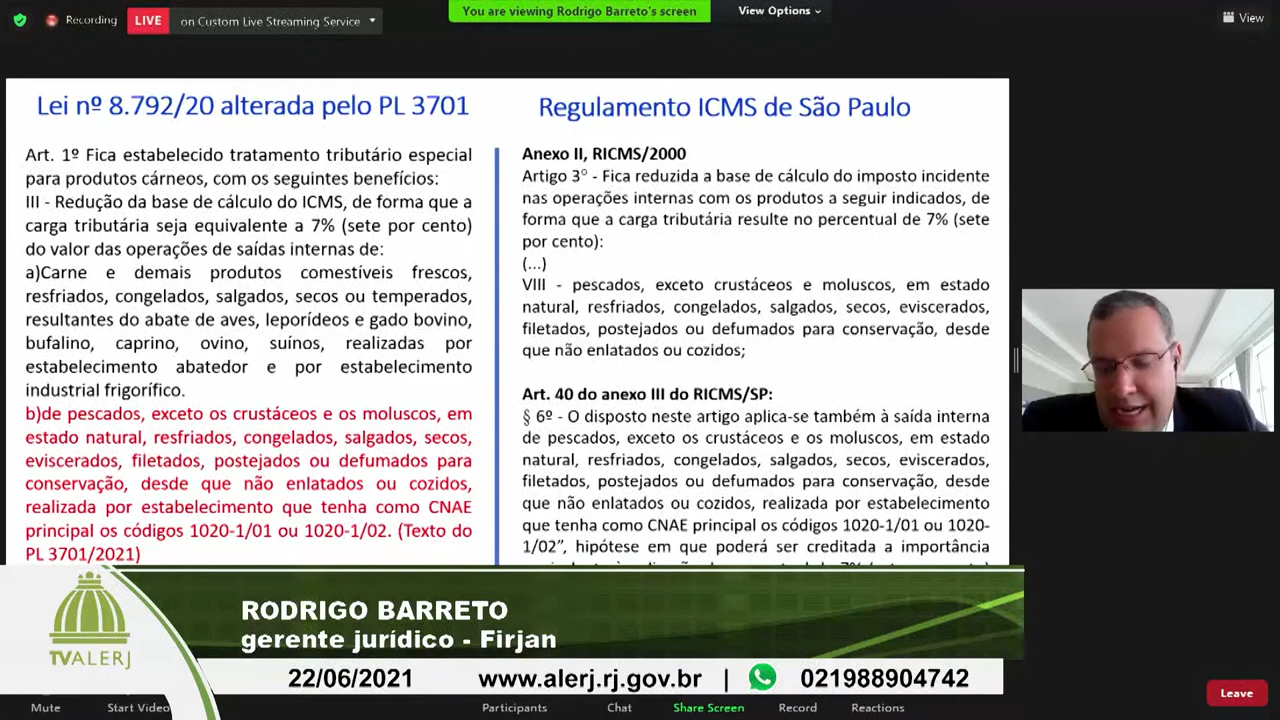 Recording
LIVE
on Custom Live Streaming Service
You are viewing Rodrigo Barreto's screen
View Options
View
Lei nº 8.792/20 alterada pelo PL 3701
Art. 1º Fica estabelecido tratamento tributário especial
para produtos cárneos, com os seguintes benefícios:
III - Redução da base de cálculo do ICMS, de forma que a
carga tributária seja equivalente a 7% (sete por cento)
do valor das operações de saídas internas de:
a)Carne e demais produtos comestíveis frescos,
resfriados, congelados, salgados, secos ou temperados,
resultantes do abate de aves, leporídeos e gado bovino,
bufalino, caprino, ovino, suínos, realizadas por
estabelecimento abatedor e por estabelecimento
industrial frigorífico.
b)de pescados, exceto os crustáceos e os moluscos, em
estado natural, resfriados, congelados, salgados, secos,
eviscerados, filetados, postejados ou defumados para
conservação, desde que não enlatados ou cozidos,
realizada por estabelecimento que tenha como CNAE
principal os códigos 1020-1/01 ou 1020-1/02. (Texto do
PL 3701/2021)
Regulamento ICMS de São Paulo
Anexo II, RICMS/2000
Artigo 3° - Fica reduzida a base de cálculo do imposto incidente
nas operações internas com os produtos a seguir indicados, de
forma que a carga tributária resulte no percentual de 7% (sete
por cento):
(...)
VIII - pescados, exceto crustáceos e moluscos, em estado
natural, resfriados, congelados, salgados, secos, eviscerados,
filetados, postejados ou defumados para conservação, desde
que não enlatados ou cozidos;
Art. 40 do anexo III do RICMS/SP:
§ 6º - O disposto neste artigo aplica-se também à saída interna
de pescados, exceto os crustáceos e os moluscos, em estado
natural, resfriados, congelados, salgados, secos, eviscerados,
filetados, postejados ou defumados para conservação, desde
que não enlatados ou cozidos, realizada por estabelecimento
que tenha como CNAE principal os códigos 1020-1/01 ou 1020-
1/02”, hipótese em que poderá ser creditada a importância
RODRIGO BARRETO
gerente jurídico - Firjan
TVALERJ
22/06/2021 www.alerj.rj.gov.br | 021988904742
Mute
Start Video
Participants
Chat
Share Screen
Record
Reactions
Leave